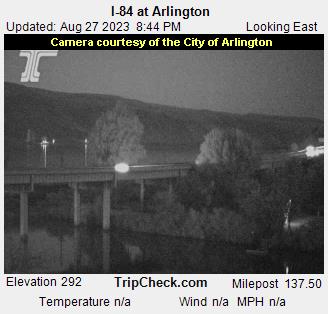 I-84 at Arlington
Updated: Aug 27 2023 8:44 PM Looking East
Camera courtesy of the City of Arlington
Elevation 292 TripCheck.com Milepost 137.50
Temperature n/a Wind n/a MPH n/a